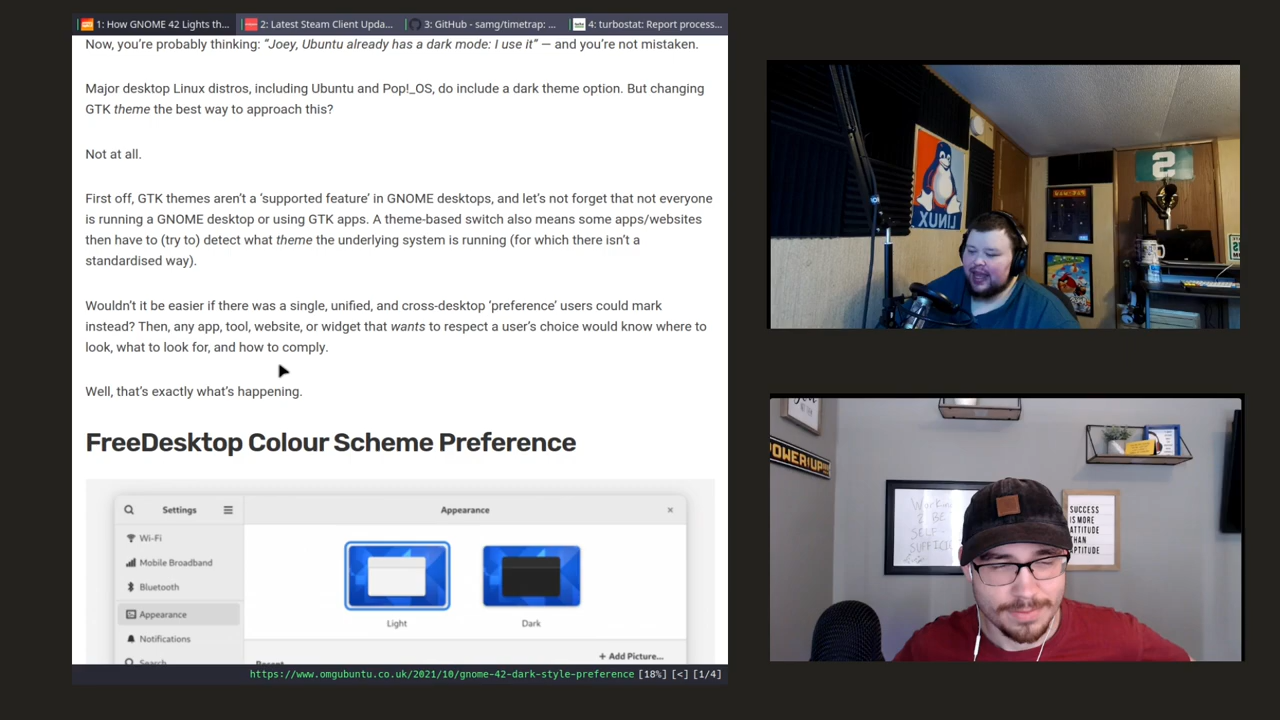 1: How GNOME 42 Lights th...
2: Latest Steam Client Upda...
3: GitHub - samg/timetrap: ...
4: turbostat: Report process...
Now, you’re probably thinking: “Joey, Ubuntu already has a dark mode: I use it” — and you’re not mistaken.
Major desktop Linux distros, including Ubuntu and Pop!_OS, do include a dark theme option. But changing
GTK theme the best way to approach this?
Not at all.
First off, GTK themes aren’t a ‘supported feature’ in GNOME desktops, and let’s not forget that not everyone
is running a GNOME desktop or using GTK apps. A theme-based switch also means some apps/websites
then have to (try to) detect what theme the underlying system is running (for which there isn’t a
standardised way).
Wouldn’t it be easier if there was a single, unified, and cross-desktop ‘preference’ users could mark
instead? Then, any app, tool, website, or widget that wants to respect a user’s choice would know where to
look, what to look for, and how to comply.
Well, that’s exactly what’s happening.
FreeDesktop Colour Scheme Preference
Settings
Appearance
Wi-Fi
Mobile Broadband
Bluetooth
Appearance
Notifications
Search
Light
Dark
Recent
+ Add Picture...
https://www.omgubuntu.co.uk/2021/10/gnome-42-dark-style-preference [18%] [<] [1/4]
LINUX
S
POWER!UP!
SELF-
SUCCESS
IS MORE
ATTITUDE
THAN
APTITUDE